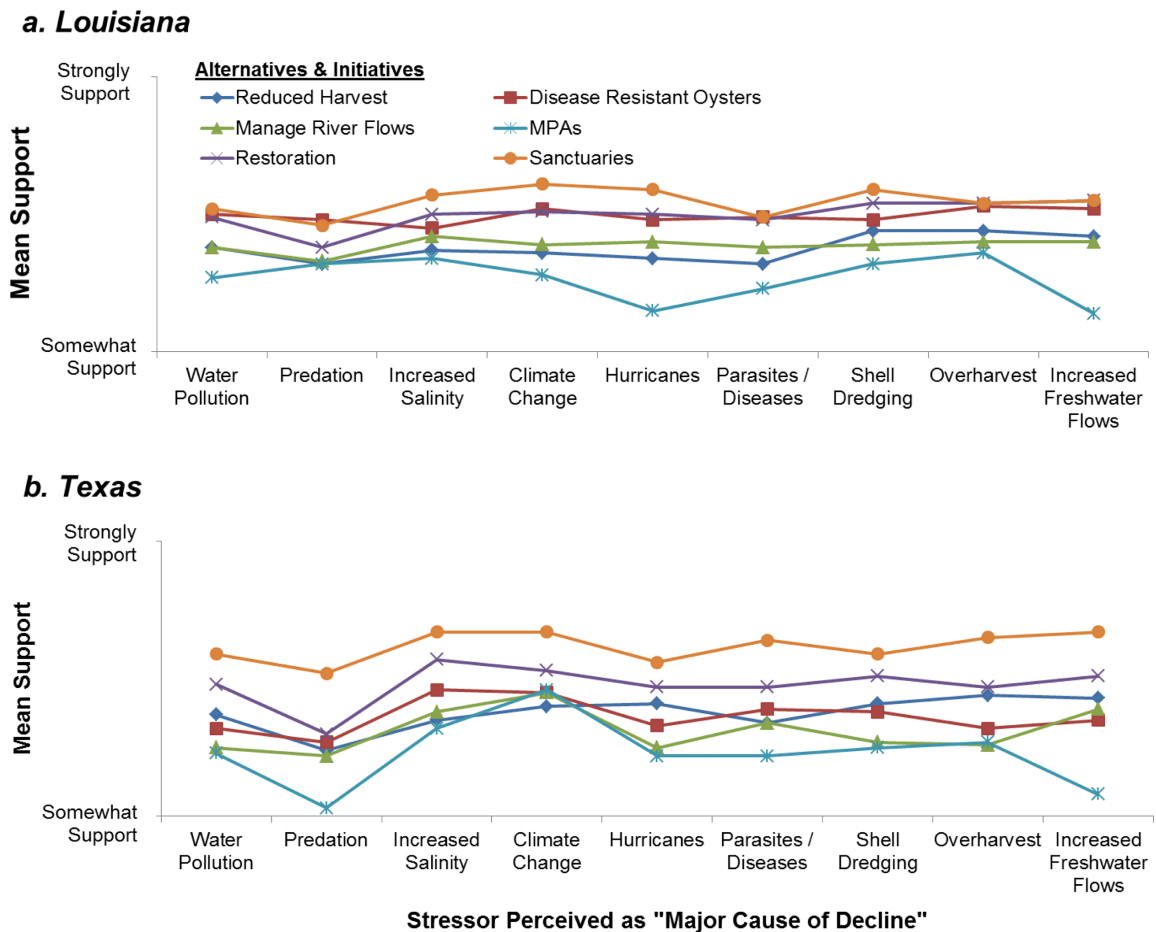 a. Louisiana
Strongly
Support
Alternatives & Initiatives
Reduced Harvest
Disease Resistant Oysters
Manage River Flows
MPAs
Restoration
Sanctuaries
Mean Support
Somewhat
Support
Water
Pollution
Predation
Increased
Salinity
Climate
Change
Hurricanes
Parasites /
Diseases
Shell
Dredging
Overharvest
Increased
Freshwater
Flows
b. Texas
Strongly
Support
Mean Support
Somewhat
Support
Water
Pollution
Predation
Increased
Salinity
Climate
Change
Hurricanes
Parasites /
Diseases
Shell
Dredging
Overharvest
Increased
Freshwater
Flows
Stressor Perceived as "Major Cause of Decline"